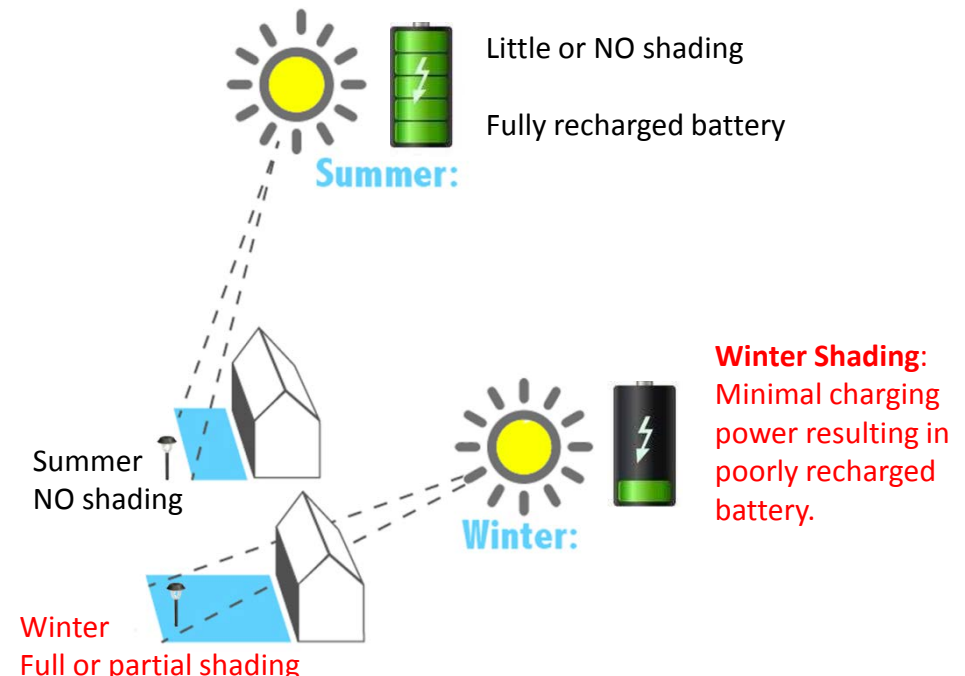 Little or NO shading
Fully recharged battery
Summer:
Summer
NO shading
Winter Shading:
Minimal charging
power resulting in
poorly recharged
battery.
Winter:
Winter
Full or partial shading